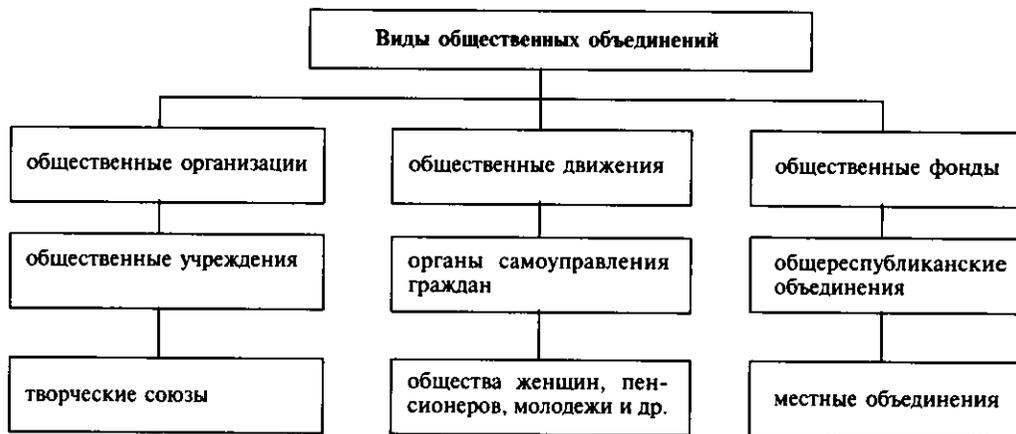 Виды общественных объединений
общественные организации
общественные движения
общественные фонды
общественные учреждения
органы самоуправления
граждан
общереспубликанские
объединения
творческие союзы
общества женщин, пен-
сионеров, молодежи и др.
местные объединения